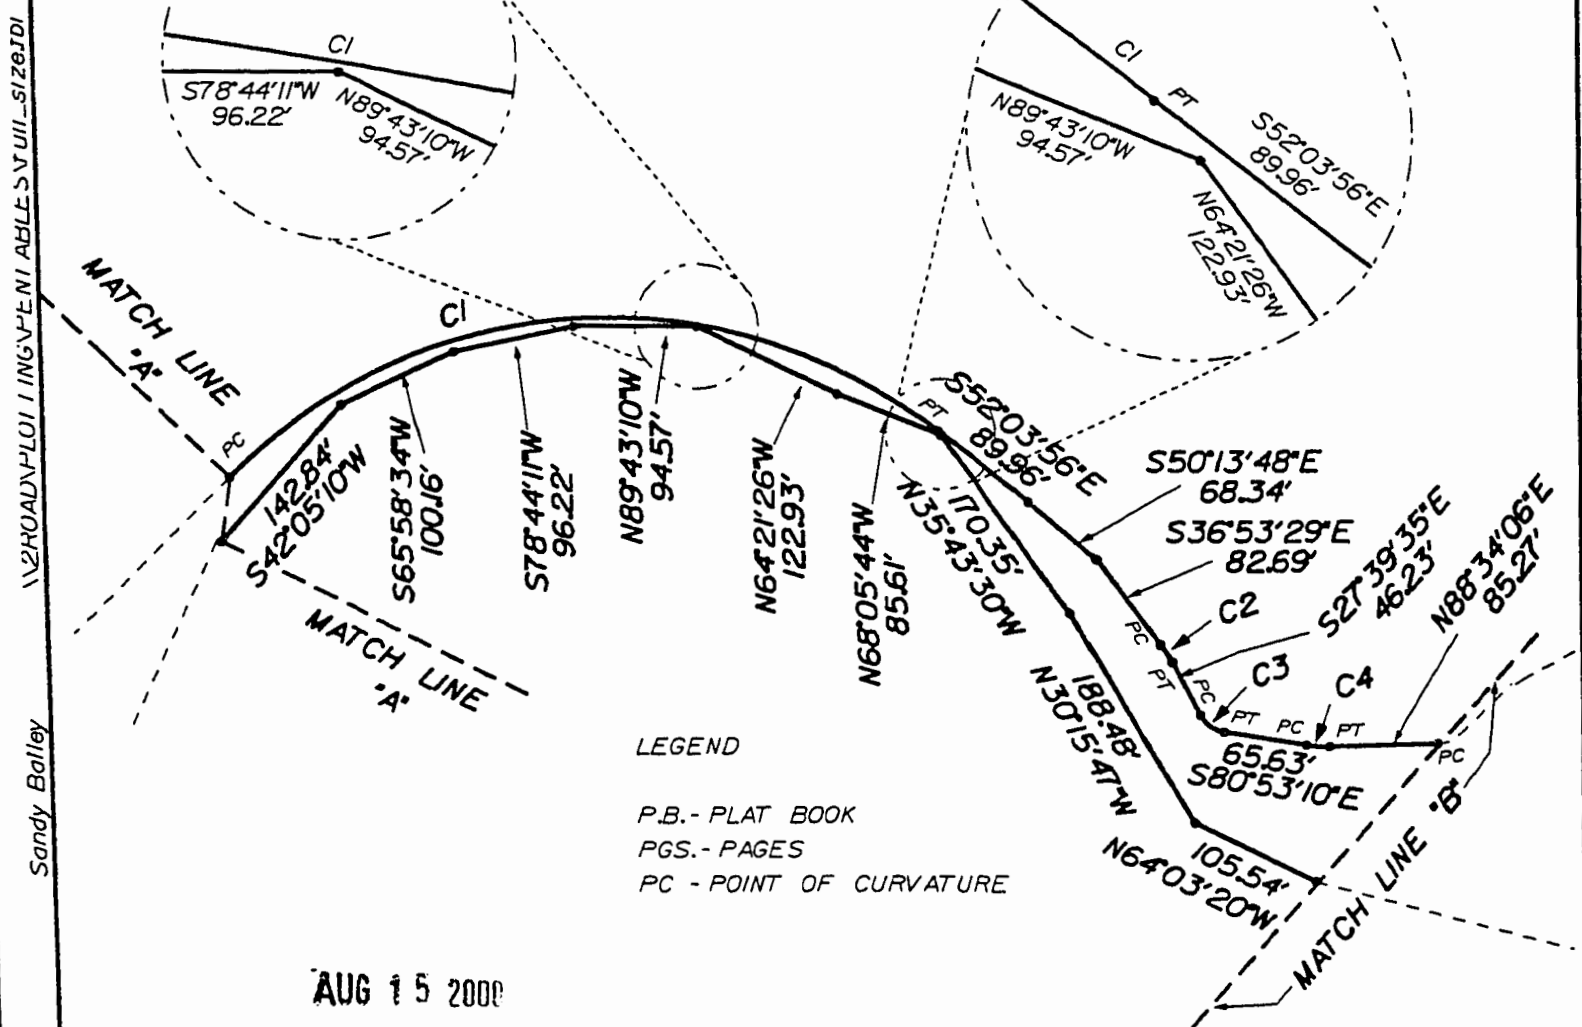 C1
S78°44'11"W
96.22'
N89°43'10"W
94.57'
C1
PT
N89°43'10"W
94.57'
S52°03'56"E
89.96'
N64°21'26"W
122.93'
MATCH LINE
"A"
C1
PC
142.84'
S42°05'10"W
S65°58'34"W
100.16'
S78°44'11"W
96.22'
N89°43'10"W
94.57'
N64°21'26"W
122.93'
N68°05'44"W
85.61'
PT
S52°03'56"E
89.96'
170.35'
N35°43'30"W
S50°13'48"E
68.34'
S36°53'29"E
82.69'
C2
S27°39'35"E
46.23'
N88°34'06"E
85.27'
PC
PT
PC
C3
PT
PC
C4
PT
PC
65.63'
S80°53'10"E
188.48'
N30°15'47"W
105.54'
N64°03'20"W
MATCH LINE
"A"
MATCH LINE "B"
LEGEND
P.B.- PLAT BOOK
PGS.- PAGES
PC - POINT OF CURVATURE
AUG 15 2000
Sandy Bailey